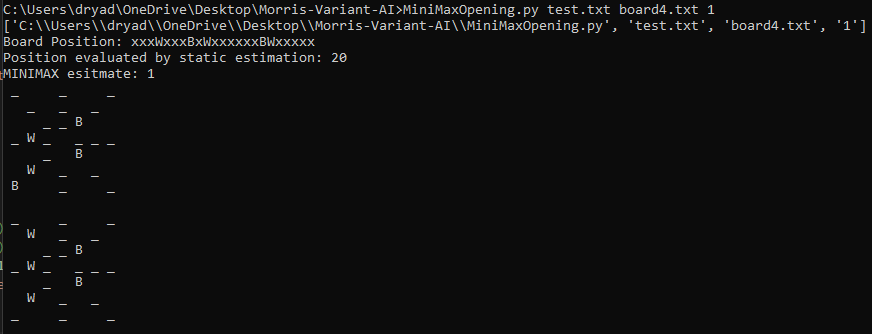 C:\Users\dryad\OneDrive\Desktop\Morris-Variant-AI>MiniMaxOpening.py test.txt board4.txt 1
['C:\\Users\\dryad\\OneDrive\\Desktop\\Morris-Variant-AI\\MiniMaxOpening.py', 'test.txt', 'board4.txt', '1']
Board Position: xxxWxxxBxWxxxxxxBWxxxxx
Position evaluated by static estimation: 20
MINIMAX esitmate: 1
_     _     _
  _   _   _
    _ _ B
_ W _   _ _ _
    _   B
  W   _   _
B     _     _
_     _     _
  W   _   _
    _ _ B
_ W _   _ _ _
    _   B
  W   _   _
_     _     _